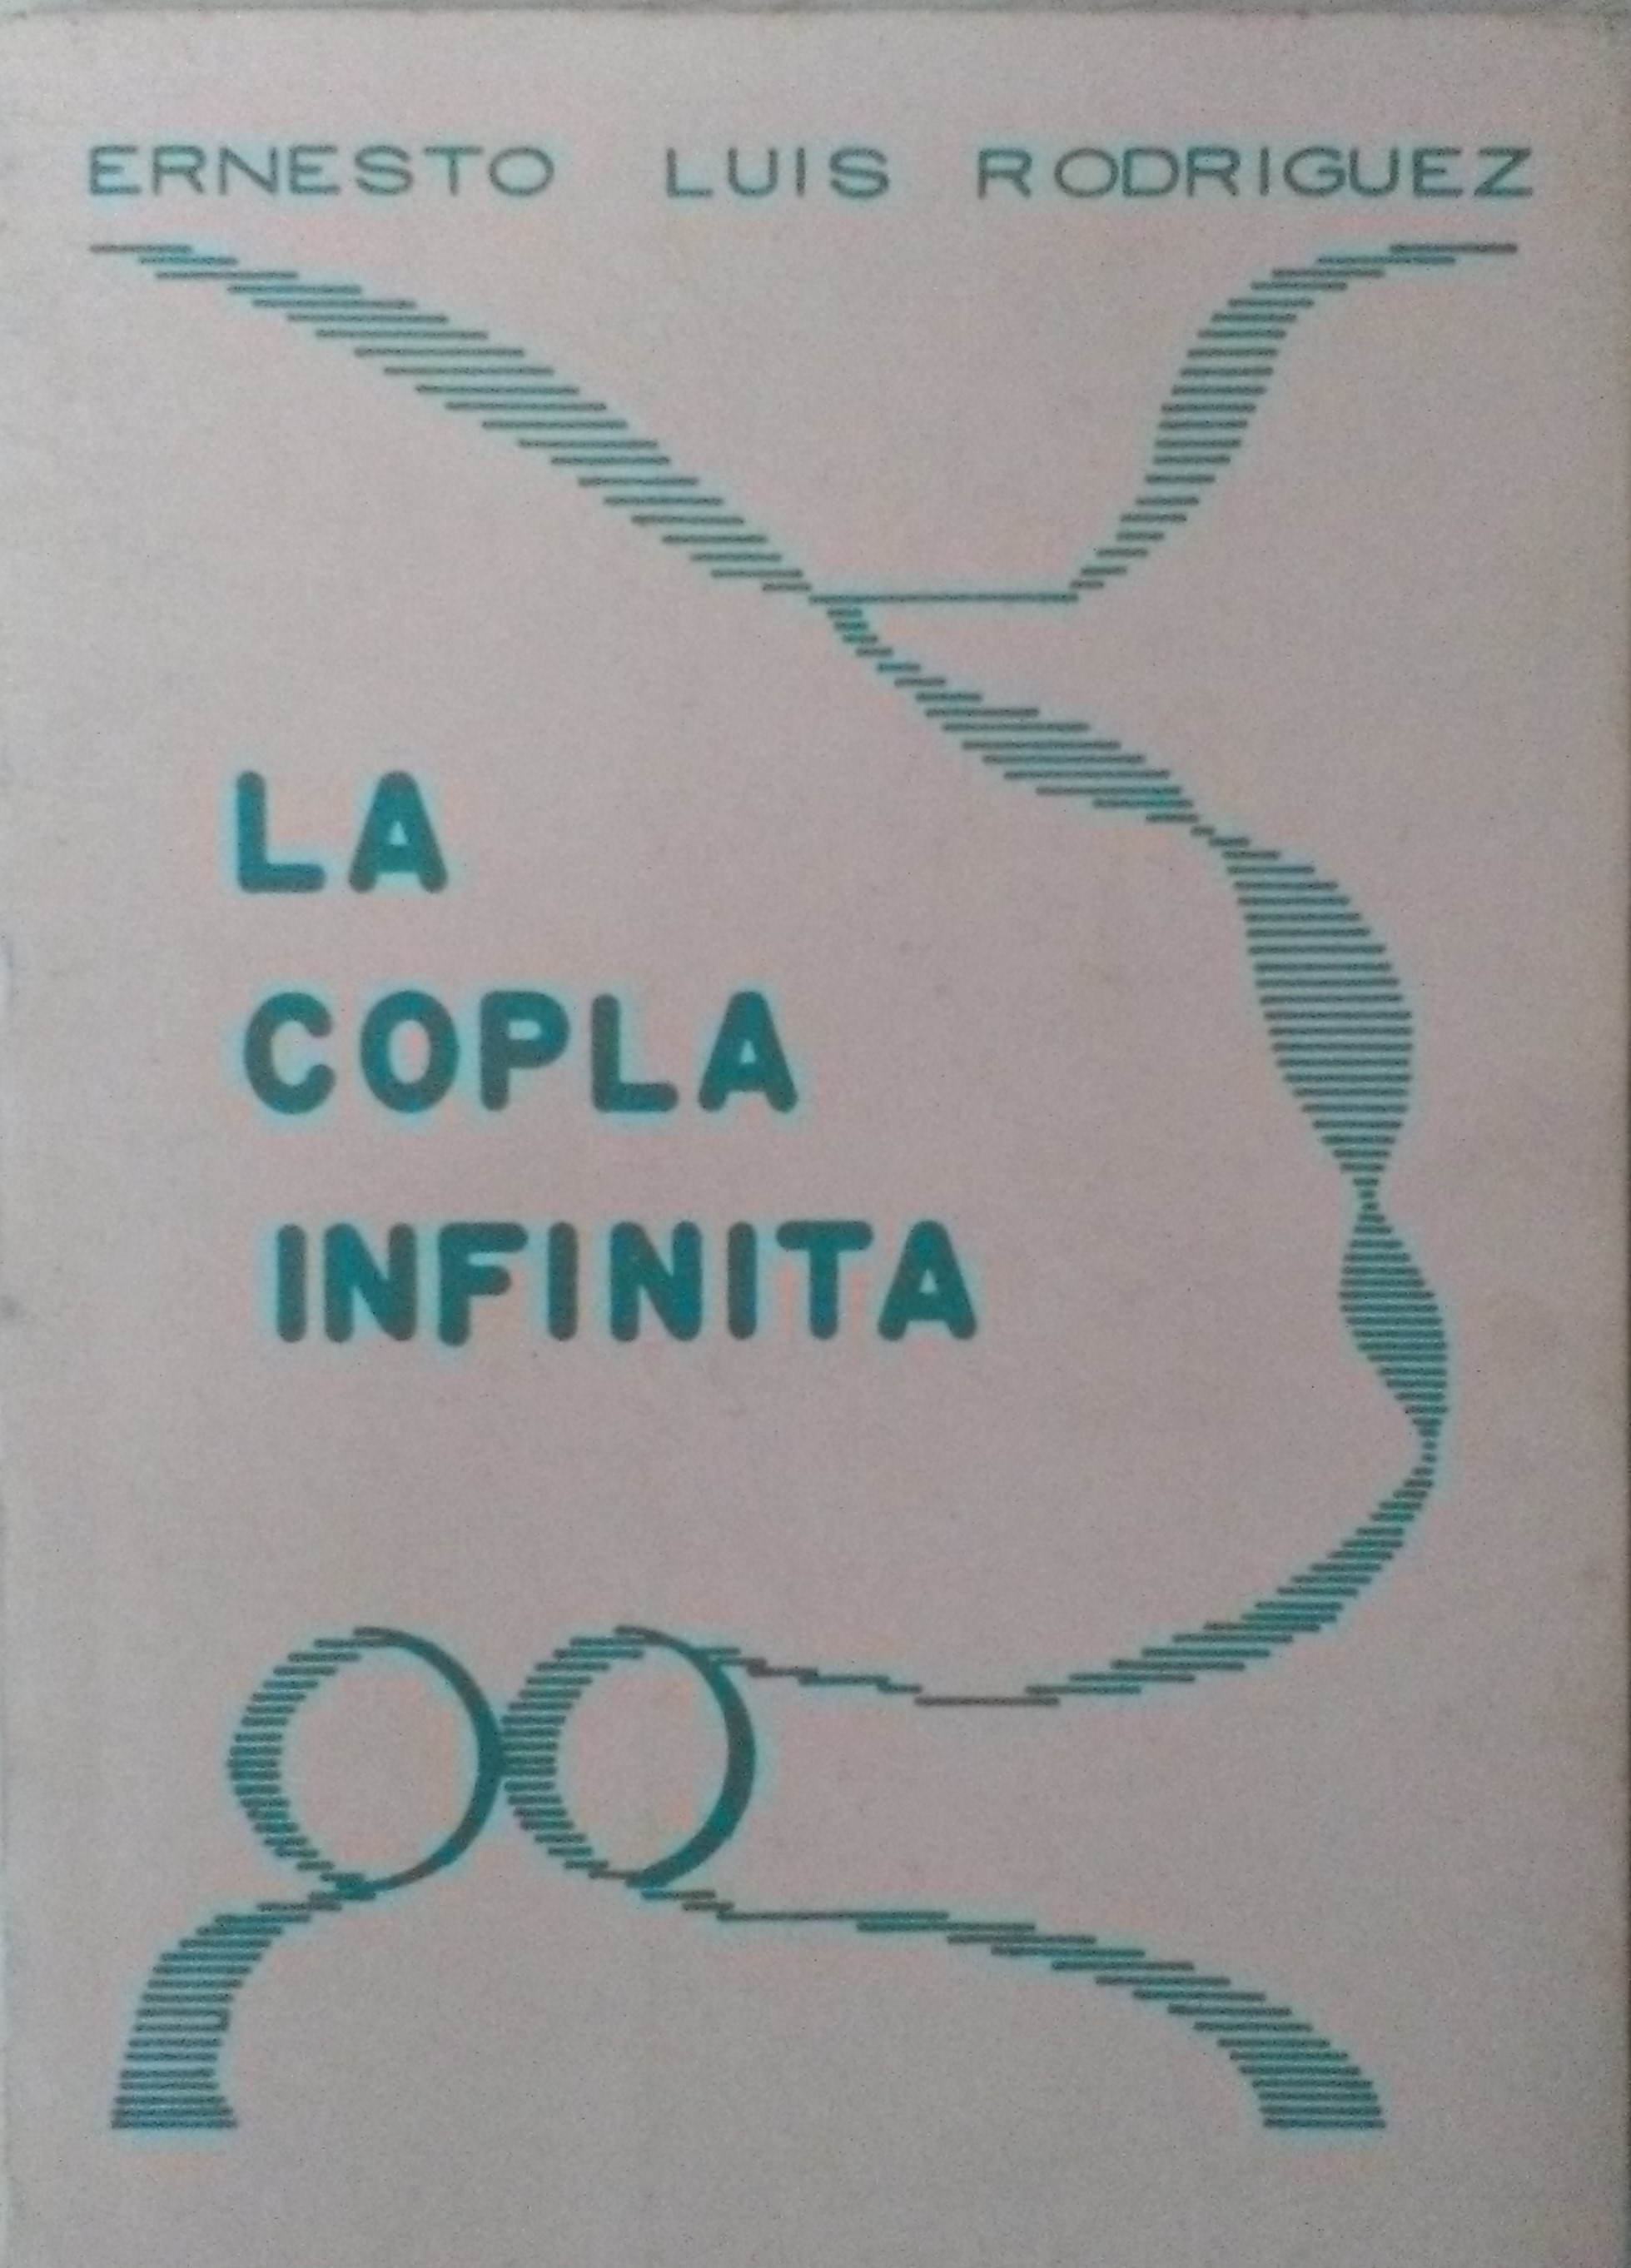 ERNESTO LUIS RODRIGUEZ
LA
COPLA
INFINITA